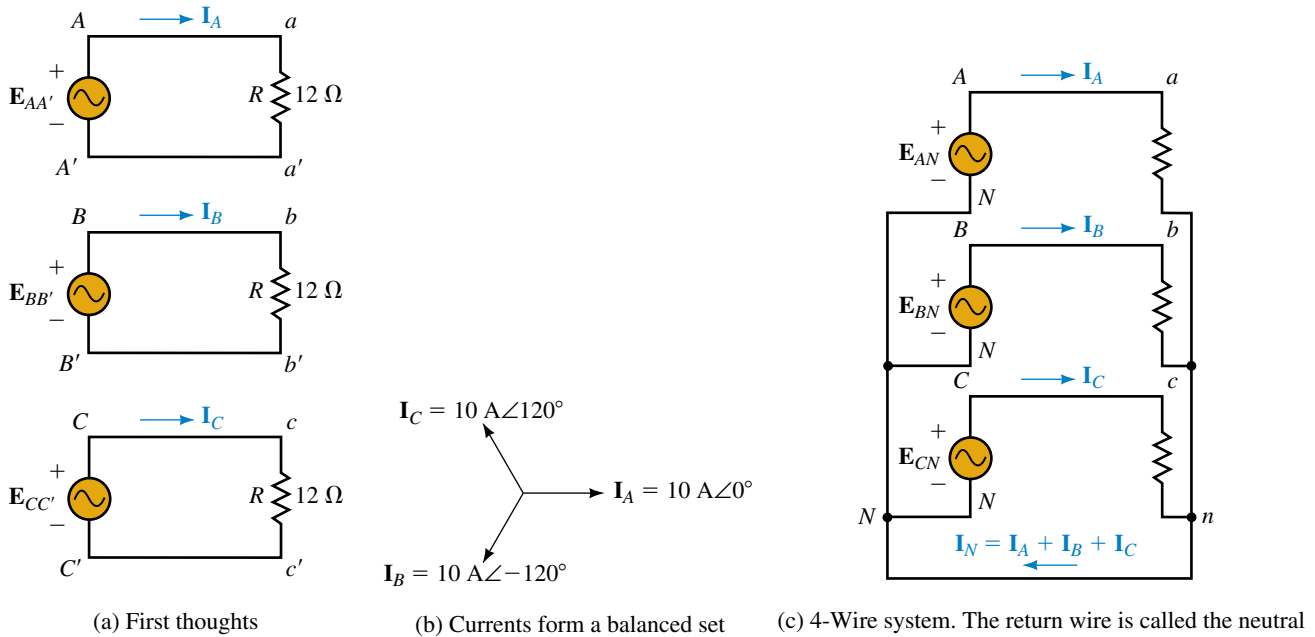 A
I_A
a
+
E_AA′
−
R
12 Ω
A′
a′
B
I_B
b
+
E_BB′
−
R
12 Ω
B′
b′
C
I_C
c
+
E_CC′
−
R
12 Ω
C′
c′
(a) First thoughts
I_C = 10 A∠120°
I_A = 10 A∠0°
I_B = 10 A∠−120°
(b) Currents form a balanced set
A
I_A
a
+
E_AN
−
N
B
I_B
b
+
E_BN
−
N
C
I_C
c
+
E_CN
−
N
N
n
I_N = I_A + I_B + I_C
(c) 4-Wire system. The return wire is called the neutral